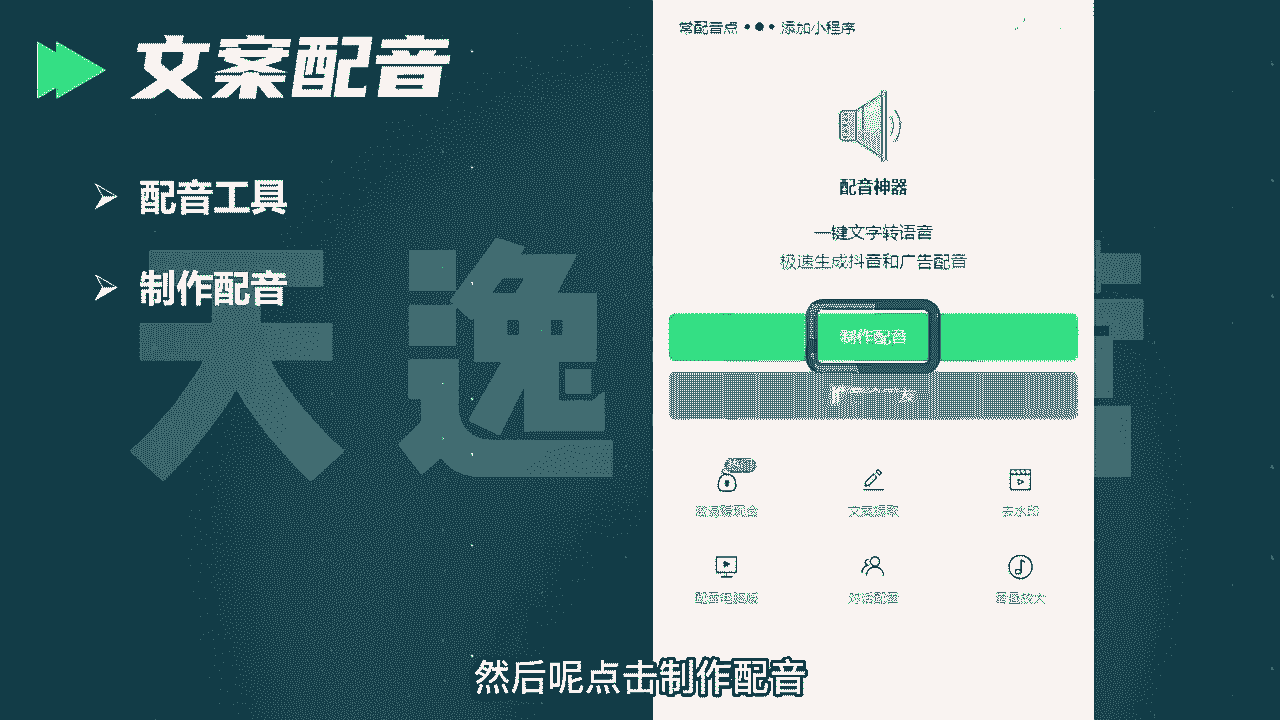 文案配音
配音工具
制作配音
天逸
常配音点 ••• 添加小程序
配音神器
一键文字转语音
极速生成抖音和广告配音
制作配音
邀请赚现金
文案提取
去水印
配音电脑版
对话配音
音量放大
然后呢点击制作配音